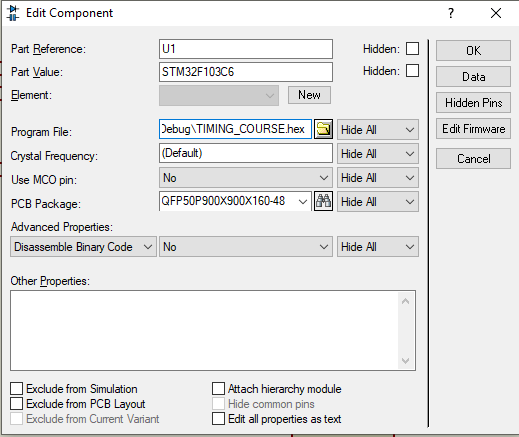 Edit Component ? ×
Part Reference: U1 Hidden: OK
Part Value: STM32F103C6 Hidden: Data
Element: New Hidden Pins
Program File: Debug\TIMING_COURSE.hex Hide All Edit Firmware
Crystal Frequency: (Default) Hide All Cancel
Use MCO pin: No Hide All
PCB Package: QFP50P900X900X160-48 Hide All
Advanced Properties:
Disassemble Binary Code No Hide All
Other Properties:
Exclude from Simulation Attach hierarchy module
Exclude from PCB Layout Hide common pins
Exclude from Current Variant Edit all properties as text